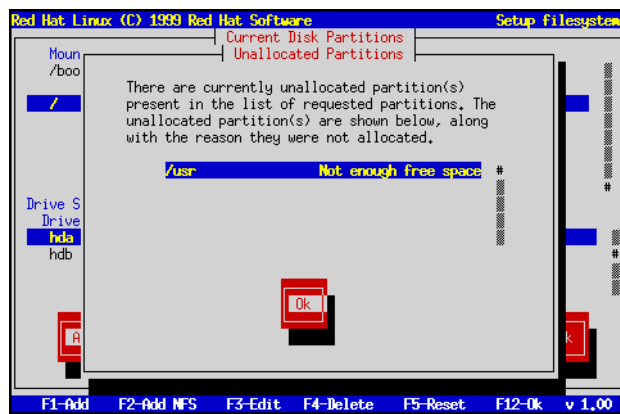 Red Hat Linux (C) 1999 Red Hat Software Setup filesystem
Current Disk Partitions
Moun Unallocated Partitions
/boo
There are currently unallocated partition(s)
present in the list of requested partitions. The
/ unallocated partition(s) are shown below, along
with the reason they were not allocated.
/usr Not enough free space #
#
Drive S
Drive
hda
hdb #
Ok
A k
F1-Add F2-Add NFS F3-Edit F4-Delete F5-Reset F12-Ok v 1.00